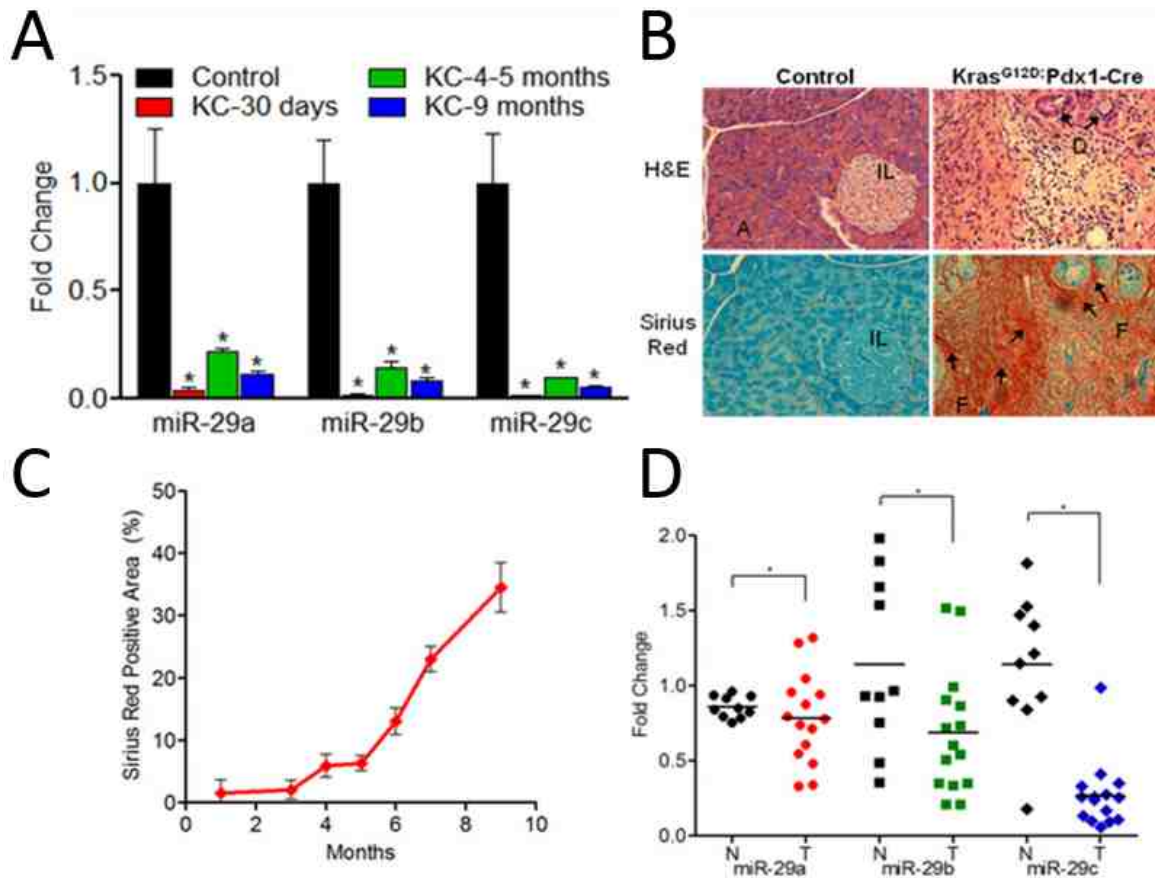 A
1.5
1.0
0.5
0.0
Fold Change
Control
KC-30 days
KC-4-5 months
KC-9 months
* * *
* * *
* * *
miR-29a miR-29b miR-29c
B
Control Kras^G12D;Pdx1-Cre
H&E
Sirius Red
A
IL
D
IL
F
F
C
50
40
30
20
10
0
Sirius Red Positive Area (%)
0 2 4 6 8 10
Months
D
* * *
2.0
1.5
1.0
0.5
0.0
Fold Change
N T N T N T
miR-29a miR-29b miR-29c